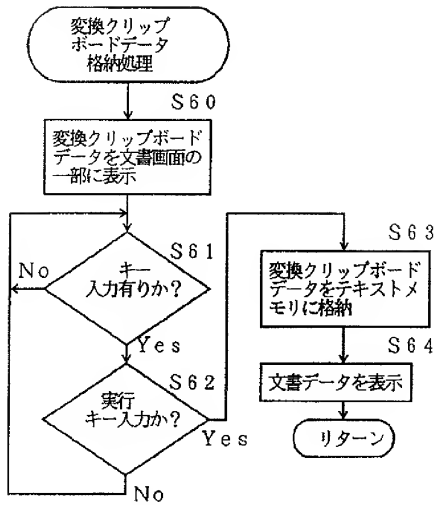 変換クリップ
ボードデータ
格納処理
S60
変換クリップボード
データを文書画面の
一部に表示
S61
キー
入力有りか?
No
Yes
S62
実行
キー入力か?
Yes
No
S63
変換クリップボード
データをテキストメ
モリに格納
S64
文書データを表示
リターン